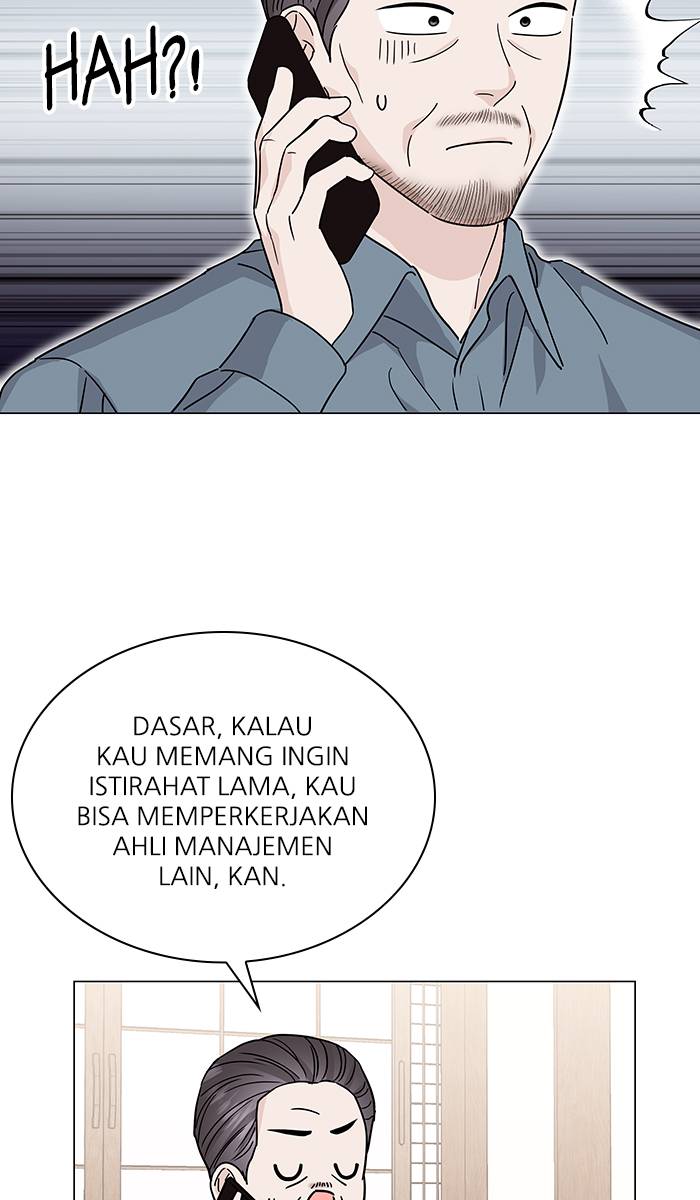 HAH?!
DASAR, KALAU
KAU MEMANG INGIN
ISTIRAHAT LAMA, KAU
BISA MEMPERKERJAKAN
AHLI MANAJEMEN
LAIN, KAN.